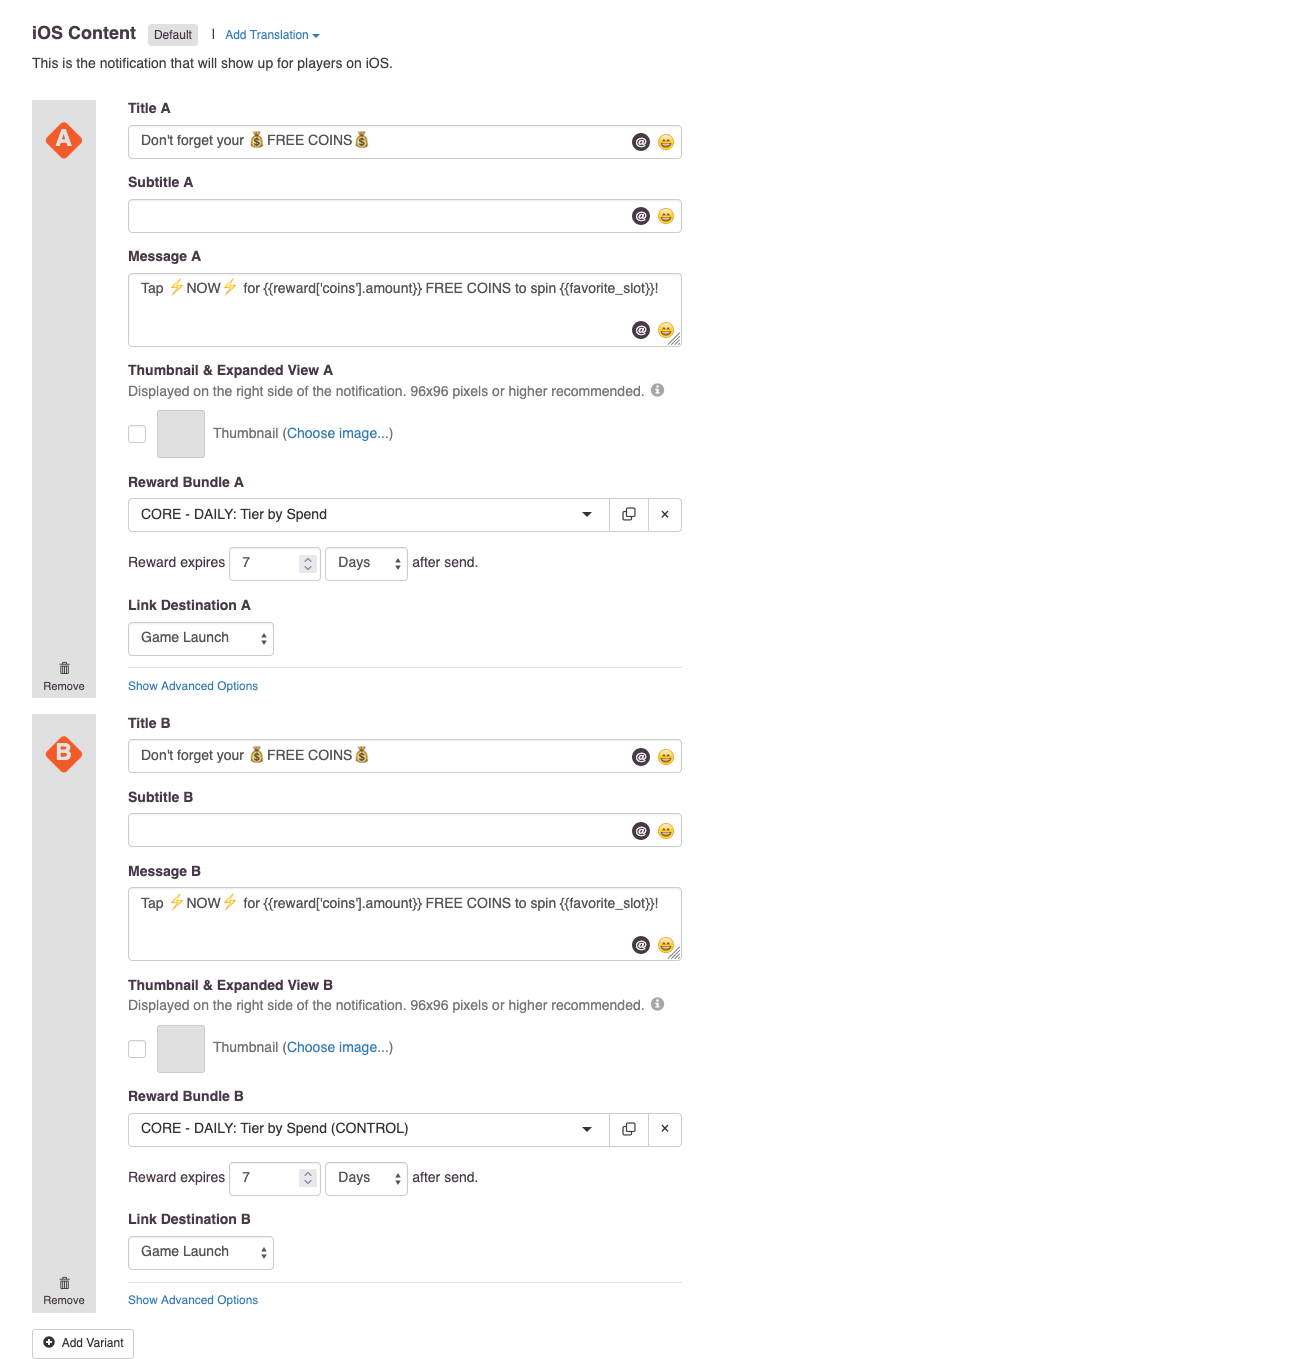 iOS Content Default | Add Translation
This is the notification that will show up for players on iOS.
A
Title A
Don't forget your 💰FREE COINS💰
@ 😄
Subtitle A
@ 😄
Message A
Tap ⚡NOW⚡ for {{reward['coins'].amount}} FREE COINS to spin {{favorite_slot}}!
@ 😄
Thumbnail & Expanded View A
Displayed on the right side of the notification. 96x96 pixels or higher recommended.
Thumbnail (Choose image...)
Reward Bundle A
CORE - DAILY: Tier by Spend ×
Reward expires 7 Days after send.
Link Destination A
Game Launch
Remove
Show Advanced Options
B
Title B
Don't forget your 💰FREE COINS💰
@ 😄
Subtitle B
@ 😄
Message B
Tap ⚡NOW⚡ for {{reward['coins'].amount}} FREE COINS to spin {{favorite_slot}}!
@ 😄
Thumbnail & Expanded View B
Displayed on the right side of the notification. 96x96 pixels or higher recommended.
Thumbnail (Choose image...)
Reward Bundle B
CORE - DAILY: Tier by Spend (CONTROL) ×
Reward expires 7 Days after send.
Link Destination B
Game Launch
Remove
Show Advanced Options
Add Variant